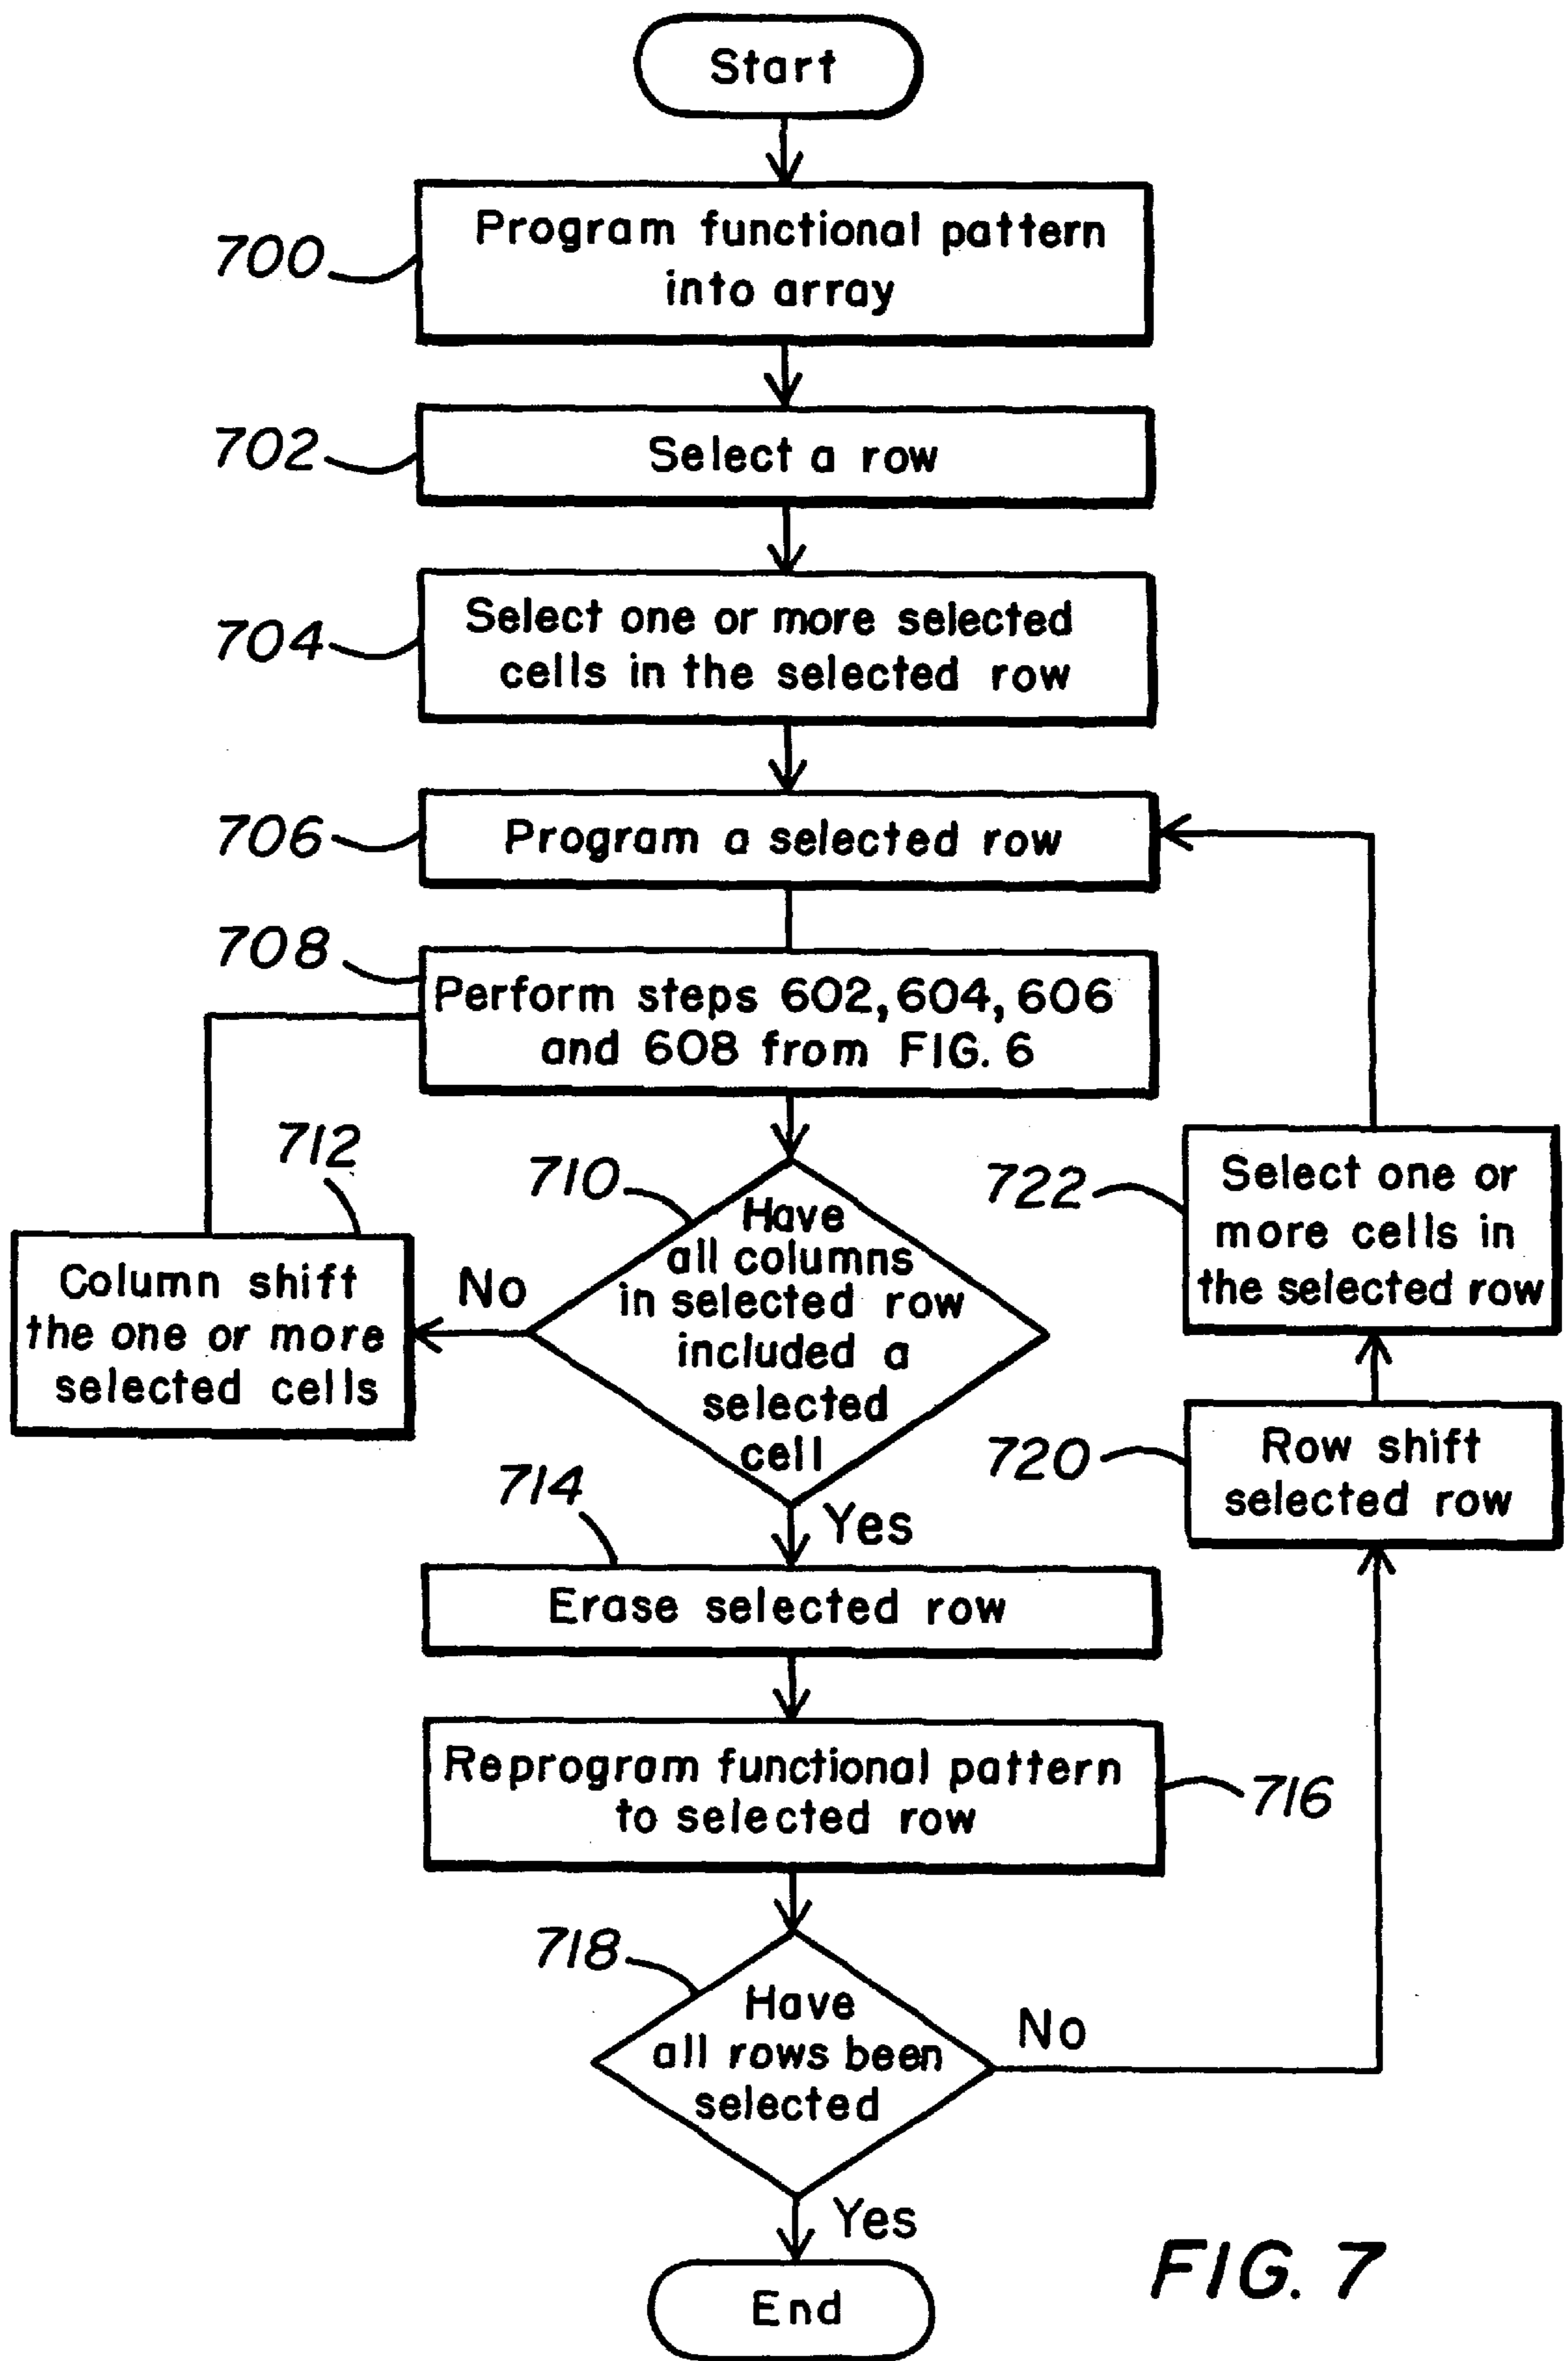 Start
700
Program functional pattern
into array
702
Select a row
704
Select one or more selected
cells in the selected row
706
Program a selected row
708
Perform steps 602, 604, 606
and 608 from FIG. 6
710
Have
all columns
in selected row
included a
selected
cell
No
712
Column shift
the one or more
selected cells
Yes
714
Erase selected row
Reprogram functional pattern
to selected row
716
718
Have
all rows been
selected
No
720
Row shift
selected row
722
Select one or
more cells in
the selected row
Yes
End
FIG. 7